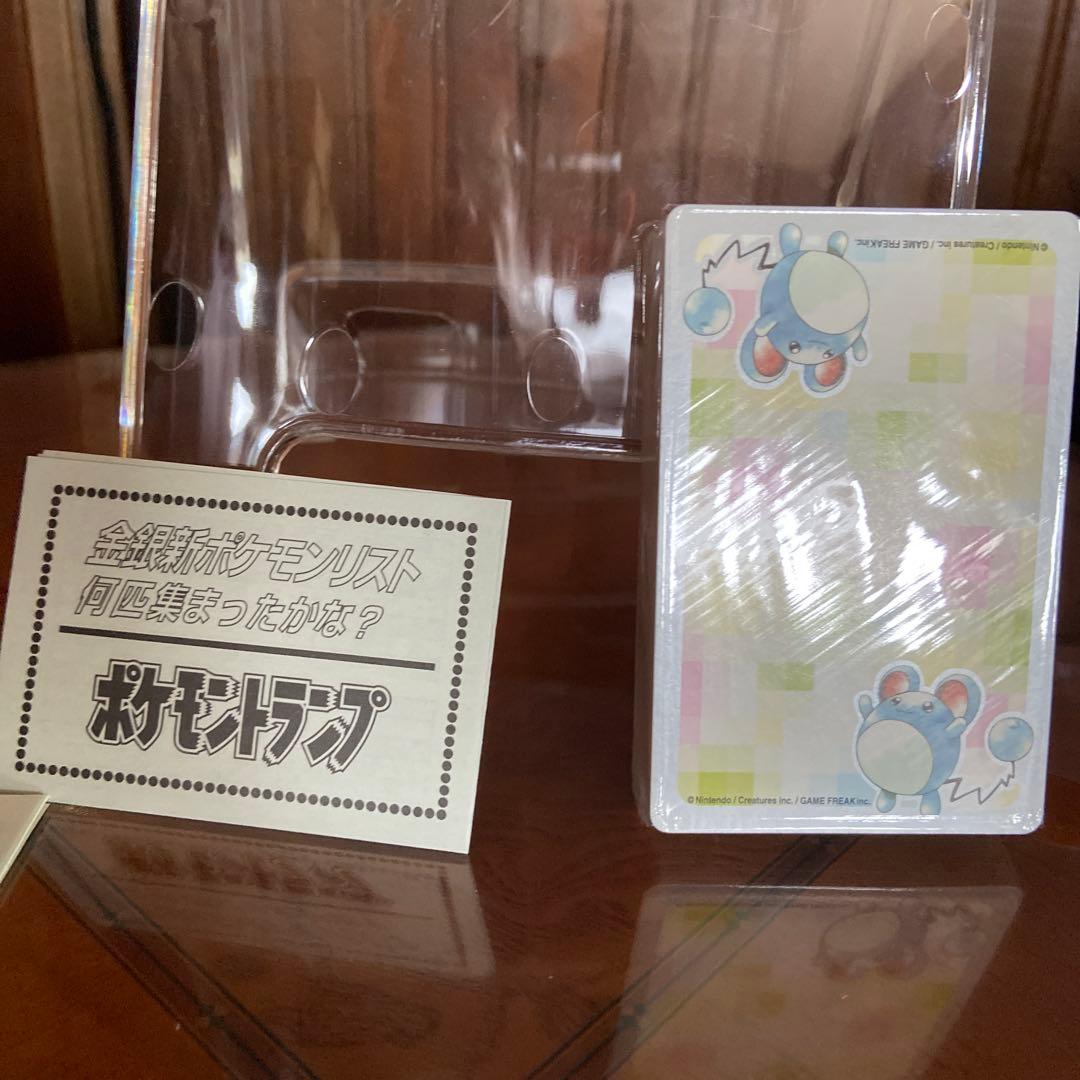 金銀新ポケモンリスト
何匹集まったかな?
ポケモントランプ
©Nintendo / Creatures inc. / GAME FREAK inc.
©Nintendo / Creatures inc. / GAME FREAK inc.